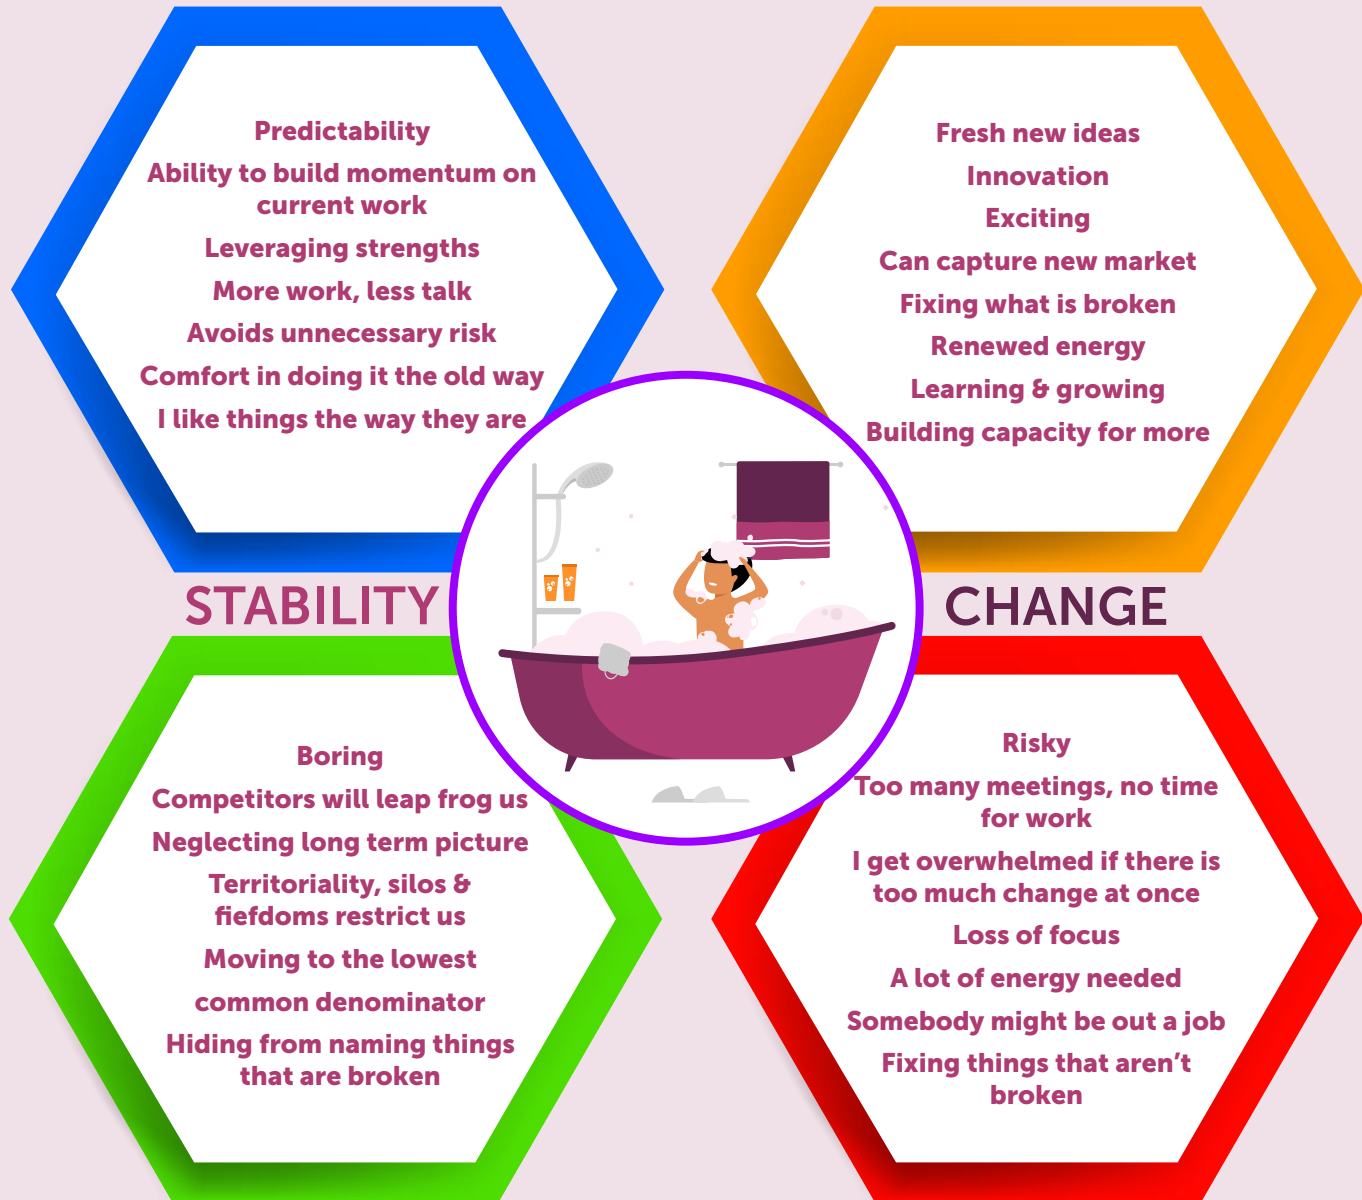 Predictability
Ability to build momentum on
current work
Leveraging strengths
More work, less talk
Avoids unnecessary risk
Comfort in doing it the old way
I like things the way they are
Fresh new ideas
Innovation
Exciting
Can capture new market
Fixing what is broken
Renewed energy
Learning & growing
Building capacity for more
STABILITY
CHANGE
Boring
Competitors will leap frog us
Neglecting long term picture
Territoriality, silos &
fiefdoms restrict us
Moving to the lowest
common denominator
Hiding from naming things
that are broken
Risky
Too many meetings, no time
for work
I get overwhelmed if there is
too much change at once
Loss of focus
A lot of energy needed
Somebody might be out a job
Fixing things that aren’t
broken